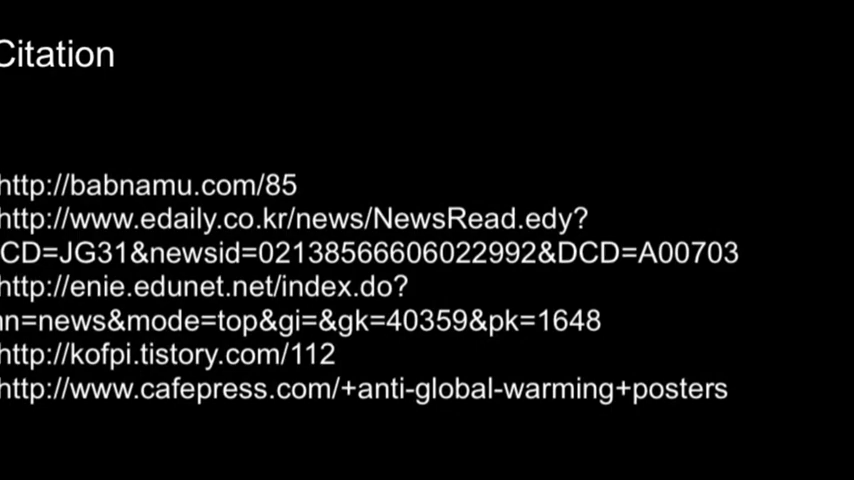 Citation
http://babnamu.com/85
http://www.edaily.co.kr/news/NewsRead.edy?
CD=JG31&newsid=02138566606022992&DCD=A00703
http://enie.edunet.net/index.do?
nn=news&mode=top&gi=&gk=40359&pk=1648
http://kofpi.tistory.com/112
http://www.cafepress.com/+anti-global-warming+posters